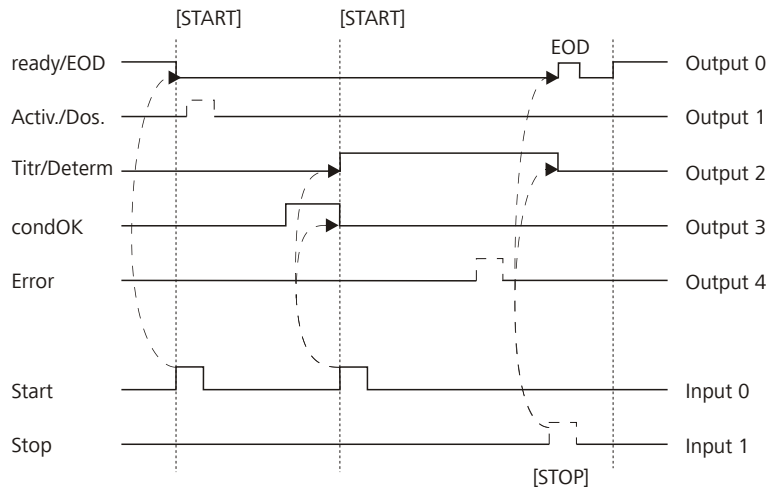 [START] [START]
EOD
ready/EOD Output 0
Activ./Dos. Output 1
Titr/Determ Output 2
condOK Output 3
Error Output 4
Start Input 0
Stop Input 1
[STOP]